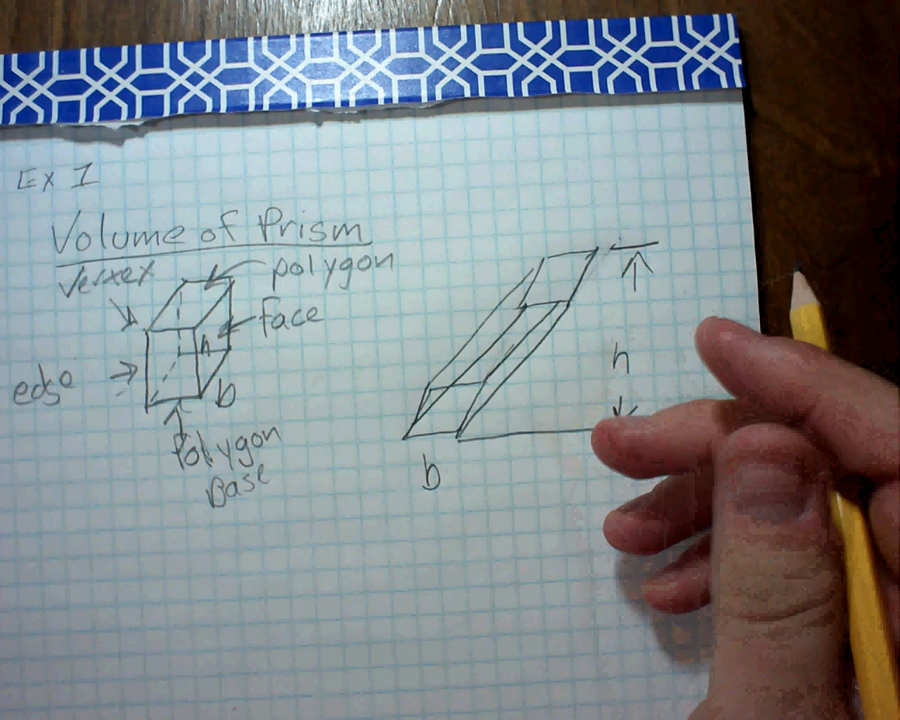 Ex 1
Volume of Prism
Vertex
polygon
face
h
edge
b
Polygon
Base
h
b